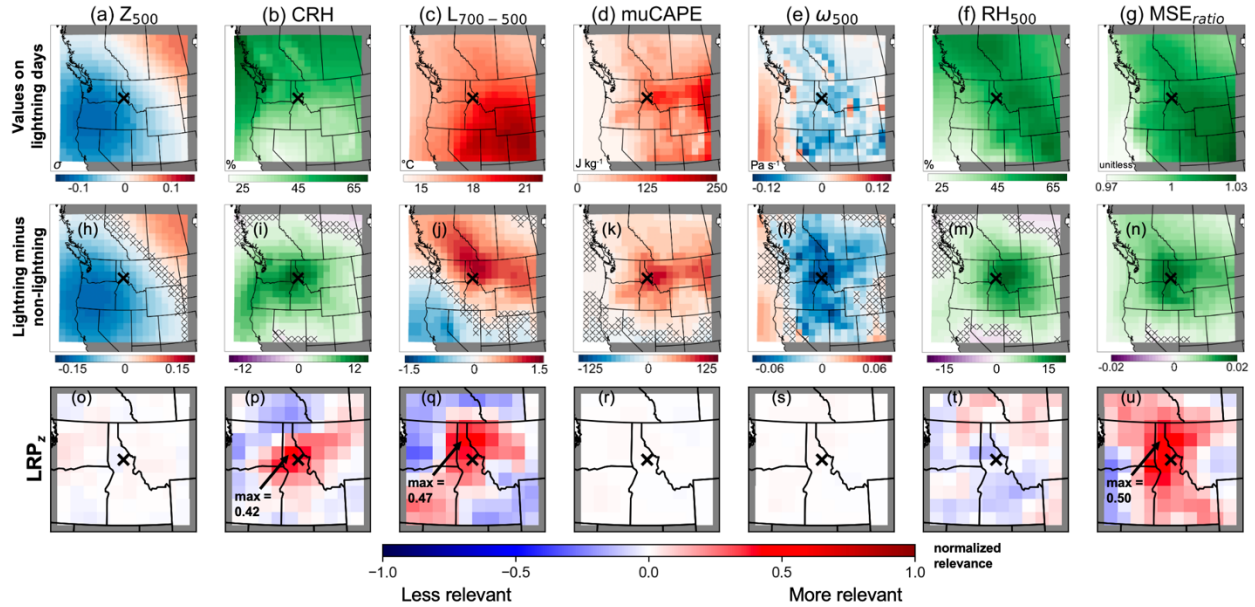 (a) Z500 (b) CRH (c) L700−500 (d) muCAPE (e) ω500 (f) RH500 (g) MSEratio
Values on
lightning days
σ % °C J kg⁻¹ Pa s⁻¹ % unitless
-0.1 0 0.1 25 45 65 15 18 21 0 125 250 -0.12 0 0.12 25 45 65 0.97 1 1.03
Lightning minus
non-lightning
(h) (i) (j) (k) (l) (m) (n)
-0.15 0 0.15 -12 0 12 -1.5 0 1.5 -125 0 125 -0.06 0 0.06 -15 0 15 -0.02 0 0.02
LRPz
(o) (p) (q) (r) (s) (t) (u)
max =
0.42
max =
0.47
max =
0.50
−1.0 −0.5 0.0 0.5 1.0
normalized
relevance
Less relevant More relevant